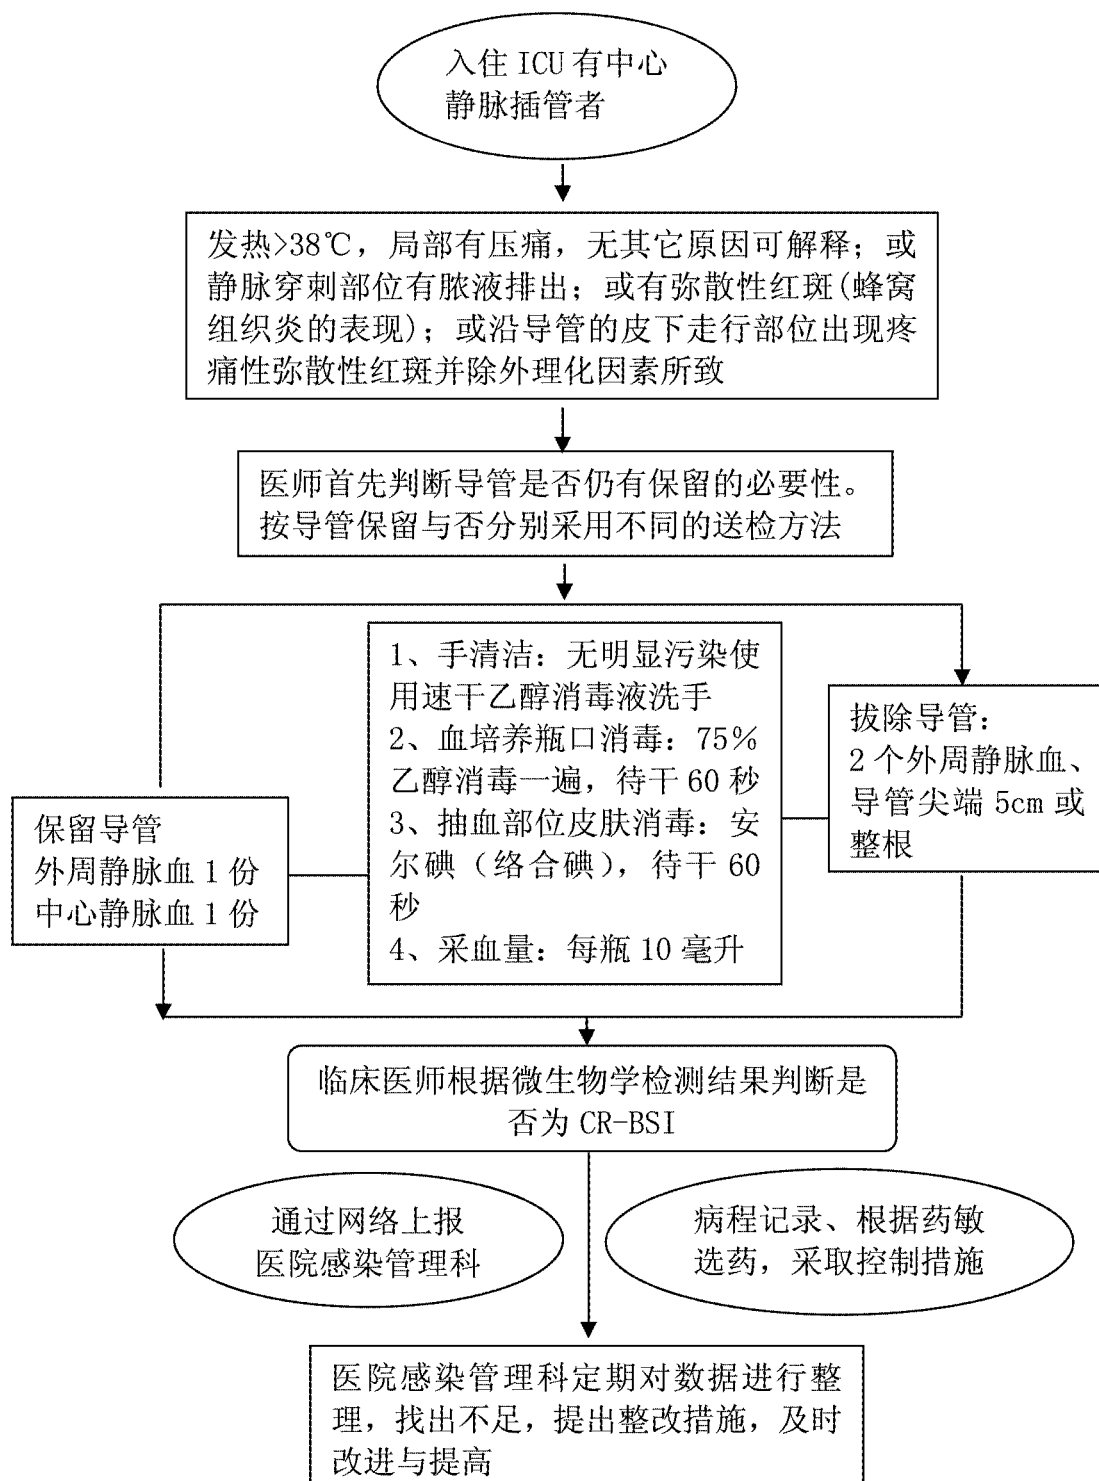 入住 ICU 有中心
静脉插管者
发热>38℃，局部有压痛，无其它原因可解释；或
静脉穿刺部位有脓液排出；或有弥散性红斑(蜂窝
组织炎的表现)；或沿导管的皮下走行部位出现疼
痛性弥散性红斑并除外理化因素所致
医师首先判断导管是否仍有保留的必要性。
按导管保留与否分别采用不同的送检方法
1、手清洁：无明显污染使
用速干乙醇消毒液洗手
2、血培养瓶口消毒：75%
乙醇消毒一遍，待干 60 秒
3、抽血部位皮肤消毒：安
尔碘（络合碘），待干 60
秒
4、采血量：每瓶 10 毫升
保留导管
外周静脉血 1 份
中心静脉血 1 份
拔除导管：
2 个外周静脉血、
导管尖端 5cm 或
整根
临床医师根据微生物学检测结果判断是
否为 CR-BSI
通过网络上报
医院感染管理科
病程记录、根据药敏
选药，采取控制措施
医院感染管理科定期对数据进行整
理，找出不足，提出整改措施，及时
改进与提高